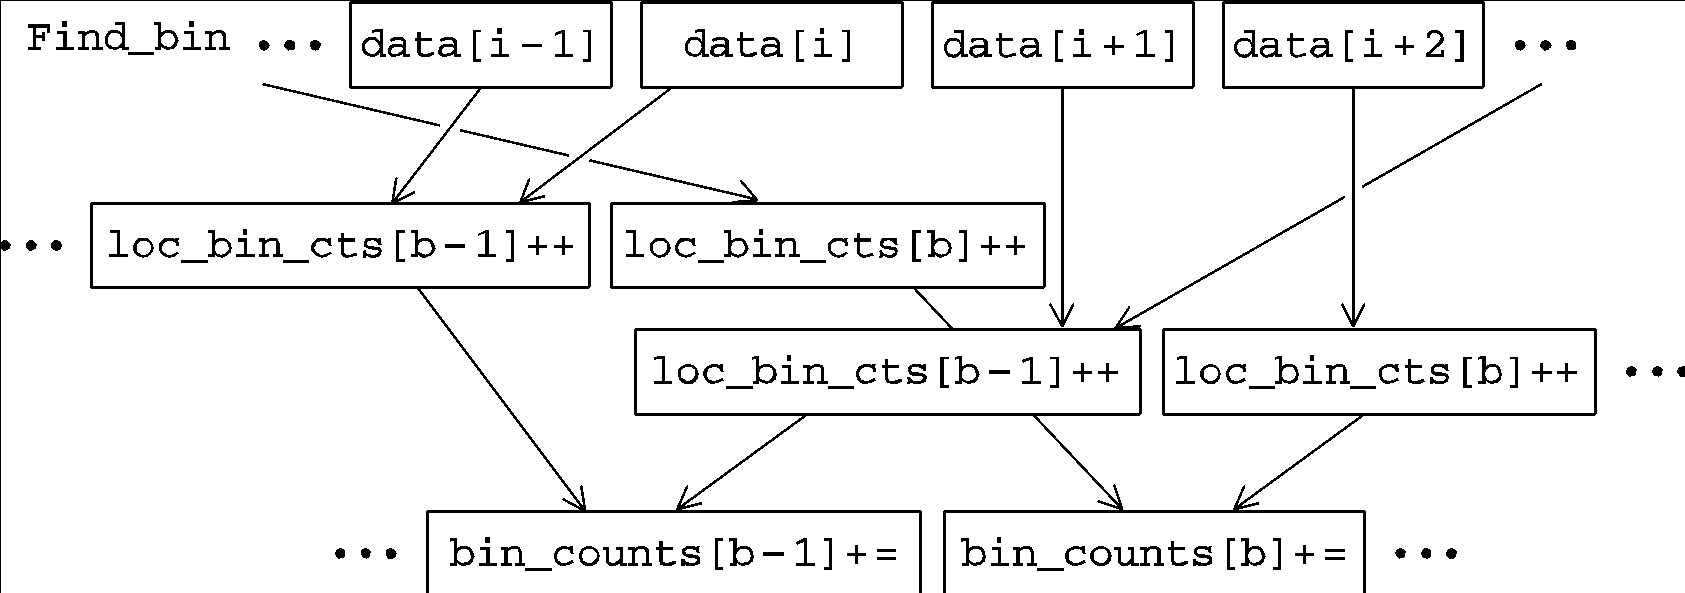 Find_bin ••• data[i-1] data[i] data[i+1] data[i+2] •••
••• loc_bin_cts[b-1]++ loc_bin_cts[b]++
loc_bin_cts[b-1]++ loc_bin_cts[b]++ •••
••• bin_counts[b-1]+= bin_counts[b]+= •••